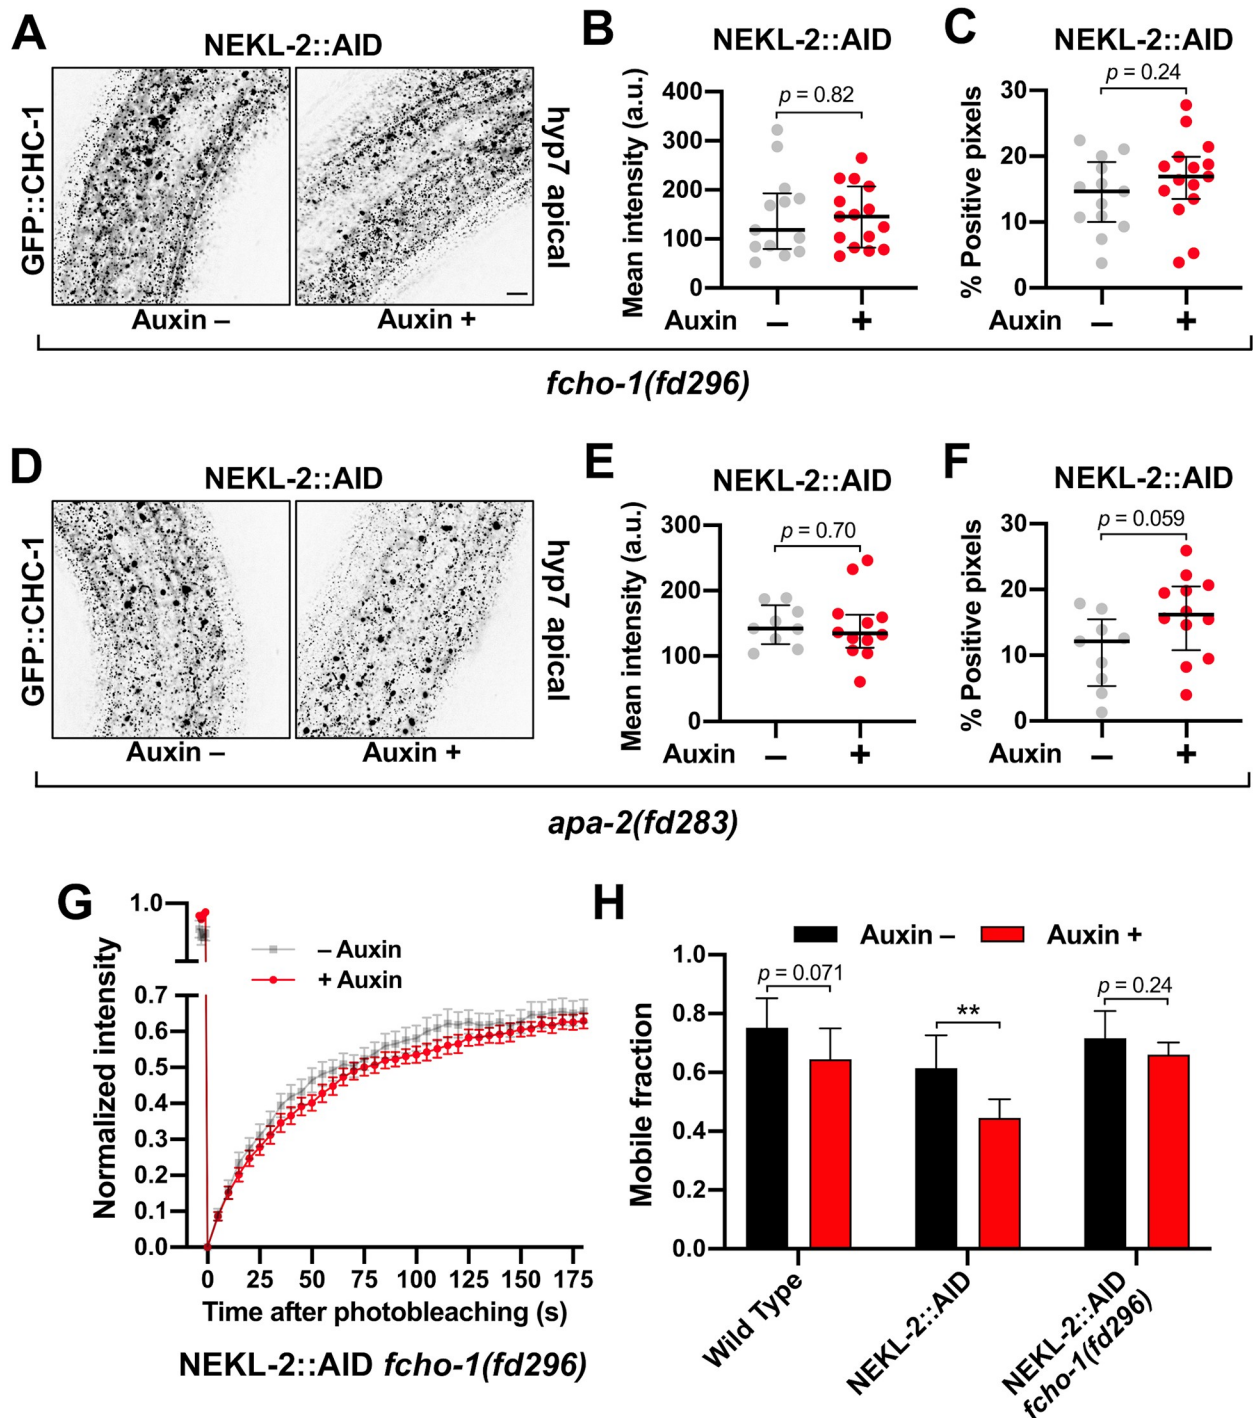 A
NEKL-2::AID
GFP::CHC-1
hyp7 apical
Auxin –
Auxin +
B
NEKL-2::AID
p = 0.82
Mean intensity (a.u.)
400
300
200
100
0
Auxin – +
C
NEKL-2::AID
p = 0.24
% Positive pixels
30
20
10
0
Auxin – +
fcho-1(fd296)
D
NEKL-2::AID
GFP::CHC-1
hyp7 apical
Auxin –
Auxin +
E
NEKL-2::AID
p = 0.70
Mean intensity (a.u.)
300
200
100
0
Auxin – +
F
NEKL-2::AID
p = 0.059
% Positive pixels
30
20
10
0
Auxin – +
apa-2(fd283)
G
Normalized intensity
1.0
0.7
0.6
0.5
0.4
0.3
0.2
0.1
0.0
– Auxin
+ Auxin
0 25 50 75 100 125 150 175
Time after photobleaching (s)
NEKL-2::AID fcho-1(fd296)
H
Auxin – Auxin +
Mobile fraction
1.0
0.8
0.6
0.4
0.2
0.0
p = 0.071
**
p = 0.24
Wild Type
NEKL-2::AID
NEKL-2::AID
fcho-1(fd296)